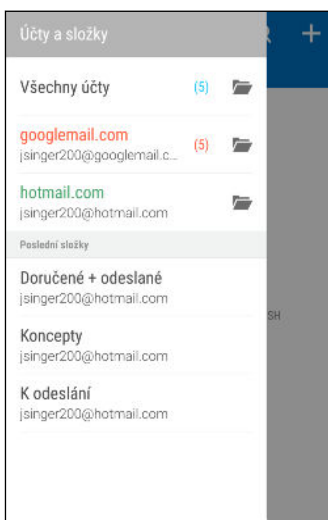 Účty a složky
Všechny účty (5)
googlemail.com (5)
jsinger200@googlemail.c...
hotmail.com
jsinger200@hotmail.com
Poslední složky
Doručené + odeslané
jsinger200@hotmail.com
SH
Koncepty
jsinger200@hotmail.com
K odeslání
jsinger200@hotmail.com